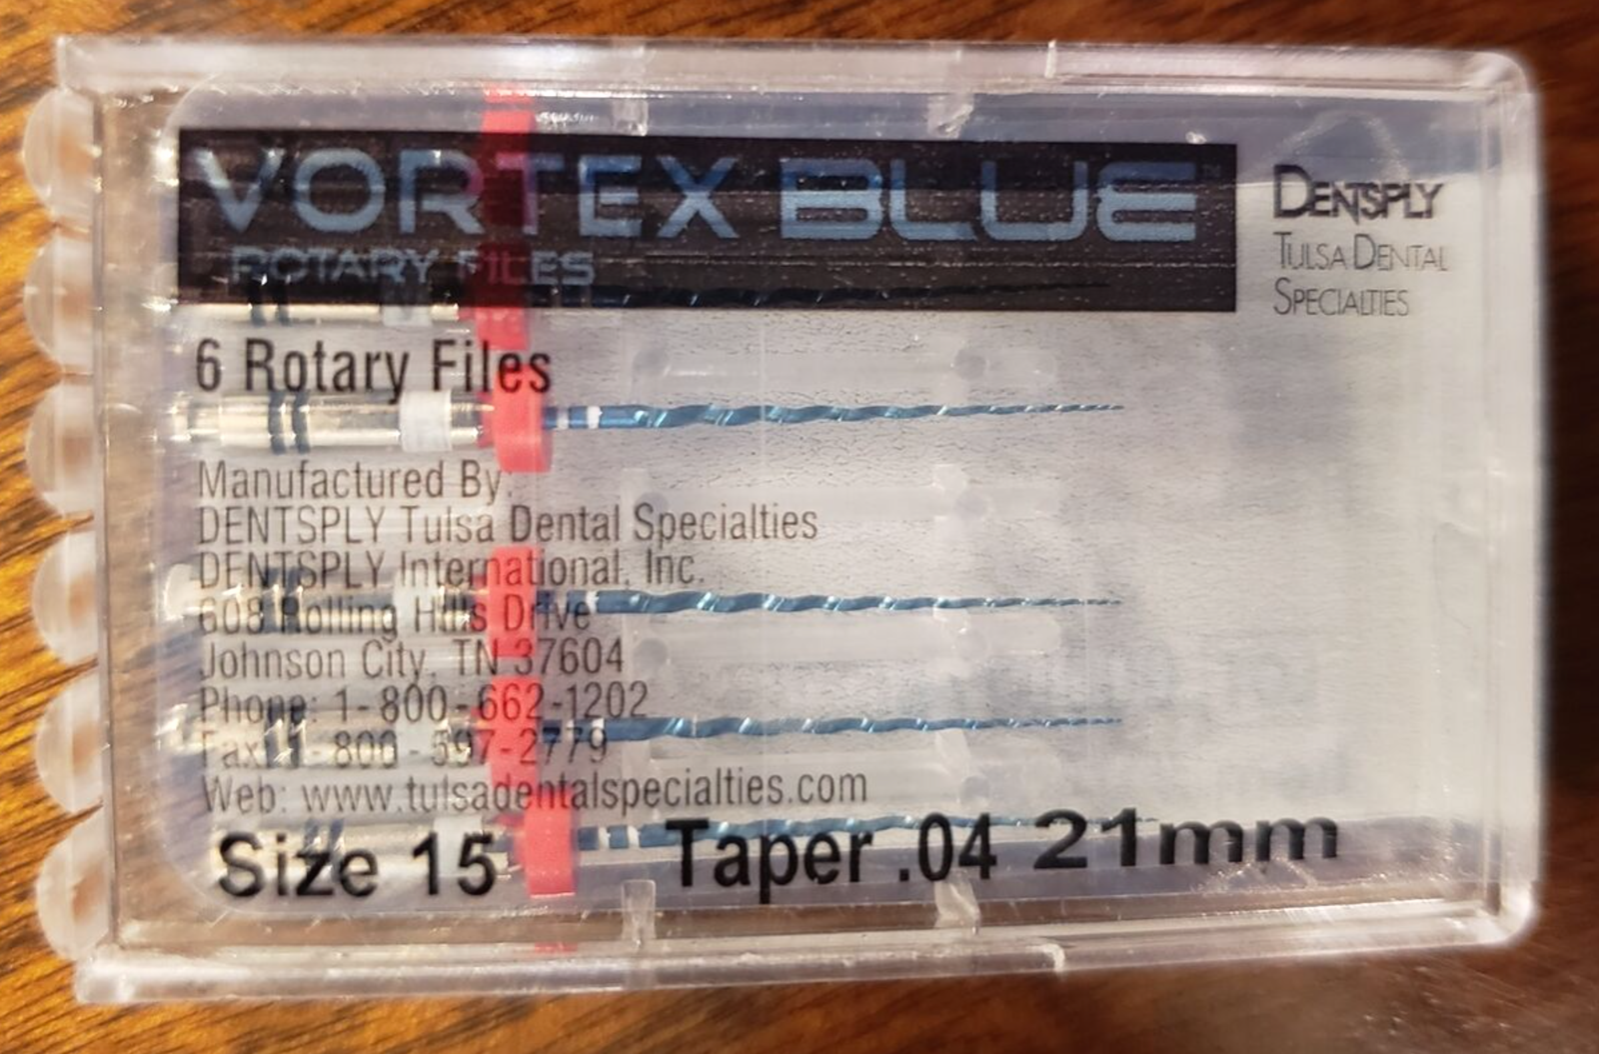 VORTEX BLUE™
ROTARY FILES
DENTSPLY
TULSA DENTAL
SPECIALTIES
6 Rotary Files
Manufactured By:
DENTSPLY Tulsa Dental Specialties
DENTSPLY International, Inc.
608 Rolling Hills Drive
Johnson City, TN 37604
Phone: 1-800-662-1202
Fax: 1-800-597-2779
Web: www.tulsadentalspecialties.com
Size 15 Taper .04 21mm